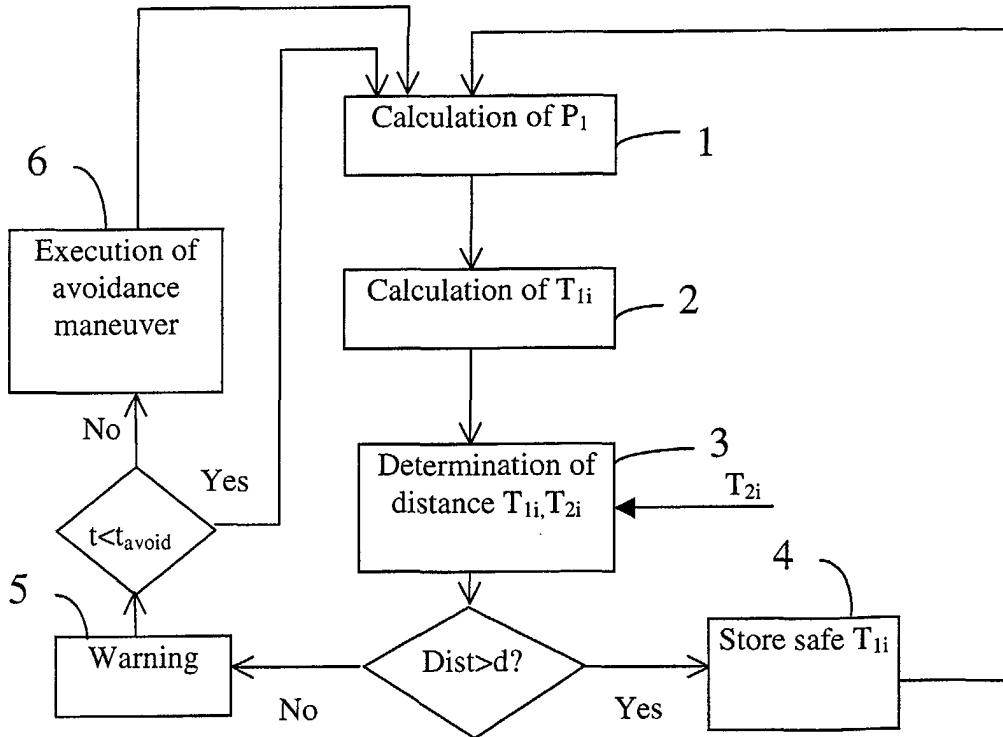 Calculation of P₁
1
6
Execution of
avoidance
maneuver
Calculation of T₁ᵢ
2
No
Yes
Determination of
distance T₁ᵢ,T₂ᵢ
3
T₂ᵢ
t<tavoid
5
Warning
No
Dist>d?
Yes
4
Store safe T₁ᵢ